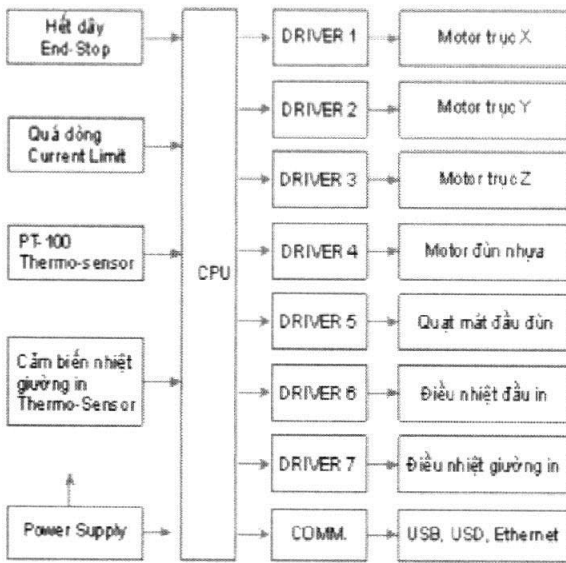 Hết dây
End-Stop
Quá dòng
Current Limit
PT-100
Thermo-sensor
Cảm biến nhiệt
giường in
Thermo-Sensor
Power Supply
CPU
DRIVER 1
Motor trục X
DRIVER 2
Motor trục Y
DRIVER 3
Motor trục Z
DRIVER 4
Motor đùn nhựa
DRIVER 5
Quạt mát đầu đùn
DRIVER 6
Điều nhiệt đầu in
DRIVER 7
Điều nhiệt giường in
COMM.
USB, USD, Ethernet